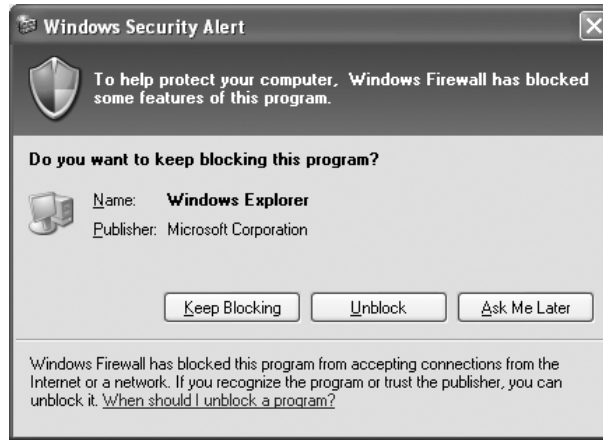 Windows Security Alert
To help protect your computer, Windows Firewall has blocked
some features of this program.
Do you want to keep blocking this program?
Name: Windows Explorer
Publisher: Microsoft Corporation
Keep Blocking Unblock Ask Me Later
Windows Firewall has blocked this program from accepting connections from the
Internet or a network. If you recognize the program or trust the publisher, you can
unblock it. When should I unblock a program?